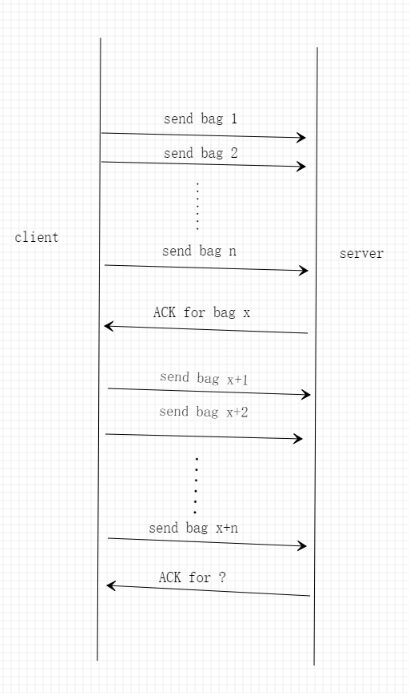 send bag 1
send bag 2
send bag n
client
server
ACK for bag x
send bag x+1
send bag x+2
send bag x+n
ACK for ?